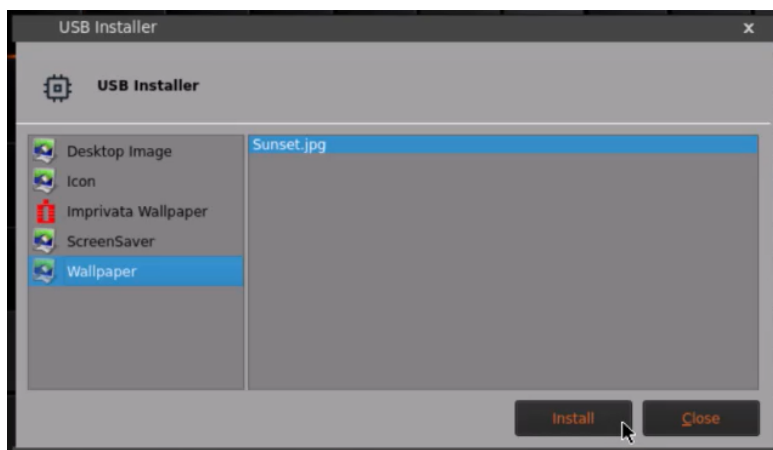 USB Installer
x
USB Installer
Desktop Image
Icon
Imprivata Wallpaper
ScreenSaver
Wallpaper
Sunset.jpg
Install
Close